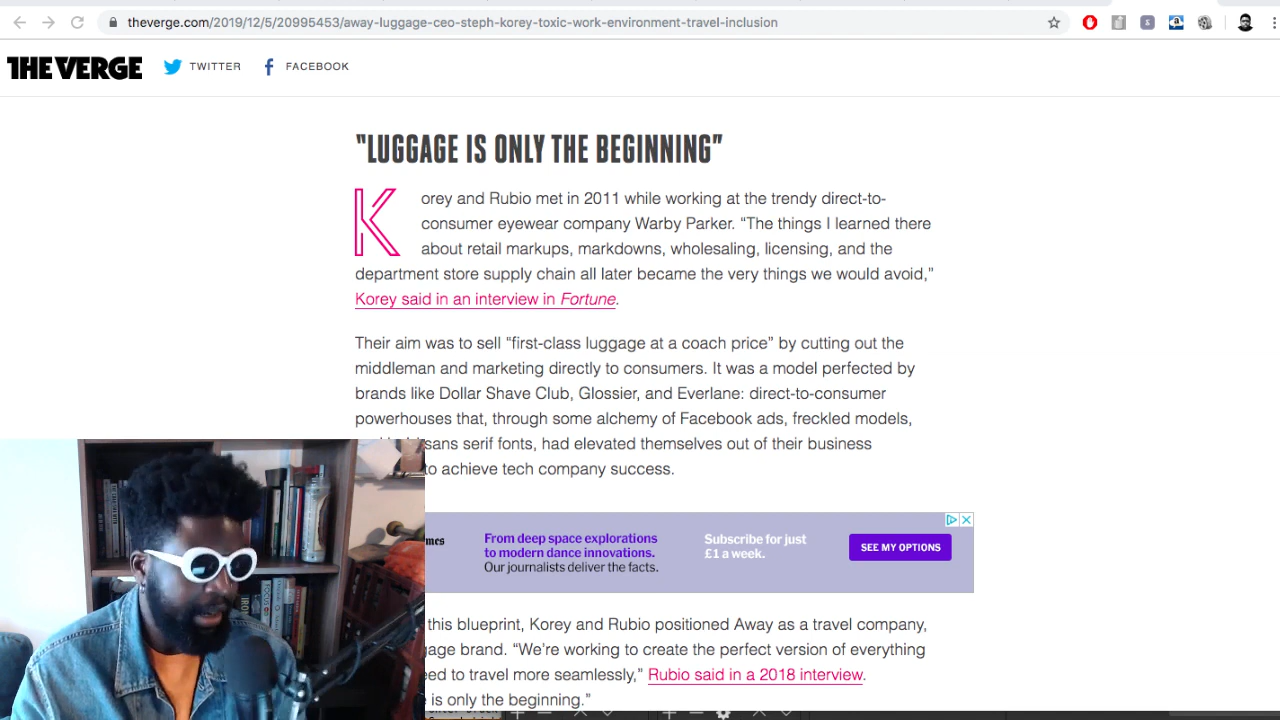 theverge.com/2019/12/5/20995453/away-luggage-ceo-steph-korey-toxic-work-environment-travel-inclusion
THE VERGE TWITTER FACEBOOK
"LUGGAGE IS ONLY THE BEGINNING"
Korey and Rubio met in 2011 while working at the trendy direct-to-
consumer eyewear company Warby Parker. “The things I learned there
about retail markups, markdowns, wholesaling, licensing, and the
department store supply chain all later became the very things we would avoid,”
Korey said in an interview in Fortune.
Their aim was to sell “first-class luggage at a coach price” by cutting out the
middleman and marketing directly to consumers. It was a model perfected by
brands like Dollar Shave Club, Glossier, and Everlane: direct-to-consumer
powerhouses that, through some alchemy of Facebook ads, freckled models,
sans serif fonts, had elevated themselves out of their business
to achieve tech company success.
From deep space explorations
to modern dance innovations.
Our journalists deliver the facts.
Subscribe for just
£1 a week.
SEE MY OPTIONS
this blueprint, Korey and Rubio positioned Away as a travel company,
gage brand. “We’re working to create the perfect version of everything
eed to travel more seamlessly,” Rubio said in a 2018 interview.
is only the beginning.”
FOCUS